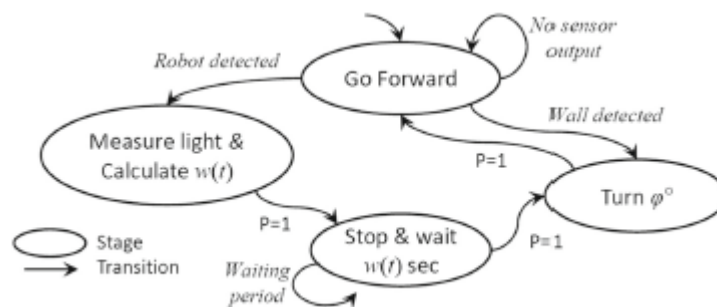 No sensor
output
Robot detected
Go Forward
Wall detected
Measure light &
Calculate w(t)
P=1
Turn φ°
P=1
Stop & wait
w(t) sec
P=1
Stage
Transition
Waiting
period